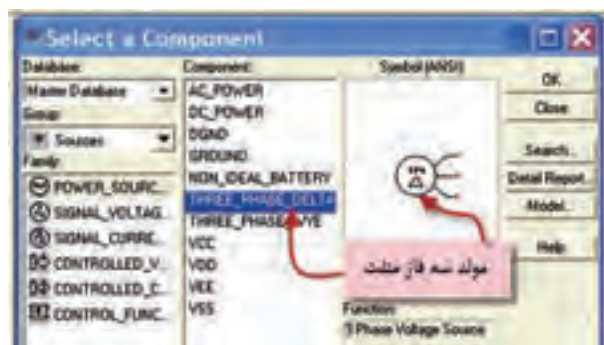 Select a Component
Database:
Master Database
Group:
Sources
Family:
POWER_SOURC..
SIGNAL_VOLTAG..
SIGNAL_CURRE..
CONTROLLED_V..
CONTROLLED_C..
CONTROL_FUNC..
Component:
AC_POWER
DC_POWER
DGND
GROUND
NON_IDEAL_BATTERY
THREE_PHASE_DELTA
THREE_PHASE_WYE
VCC
VDD
VEE
VSS
Symbol (ANSI)
مولد سه فاز مثلث
Function:
3 Phase Voltage Source
OK
Close
Search...
Detail Report..
Model..
Help